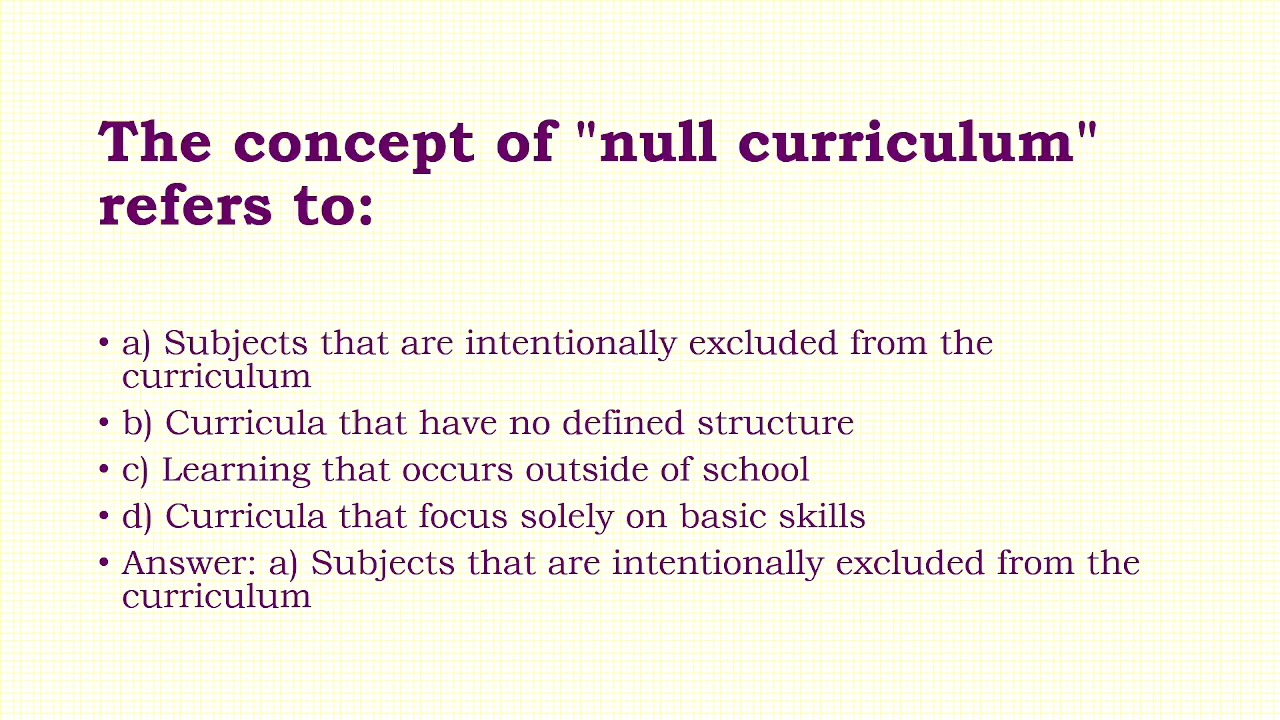 The concept of "null curriculum"
refers to:
• a) Subjects that are intentionally excluded from the
curriculum
• b) Curricula that have no defined structure
• c) Learning that occurs outside of school
• d) Curricula that focus solely on basic skills
• Answer: a) Subjects that are intentionally excluded from the
curriculum